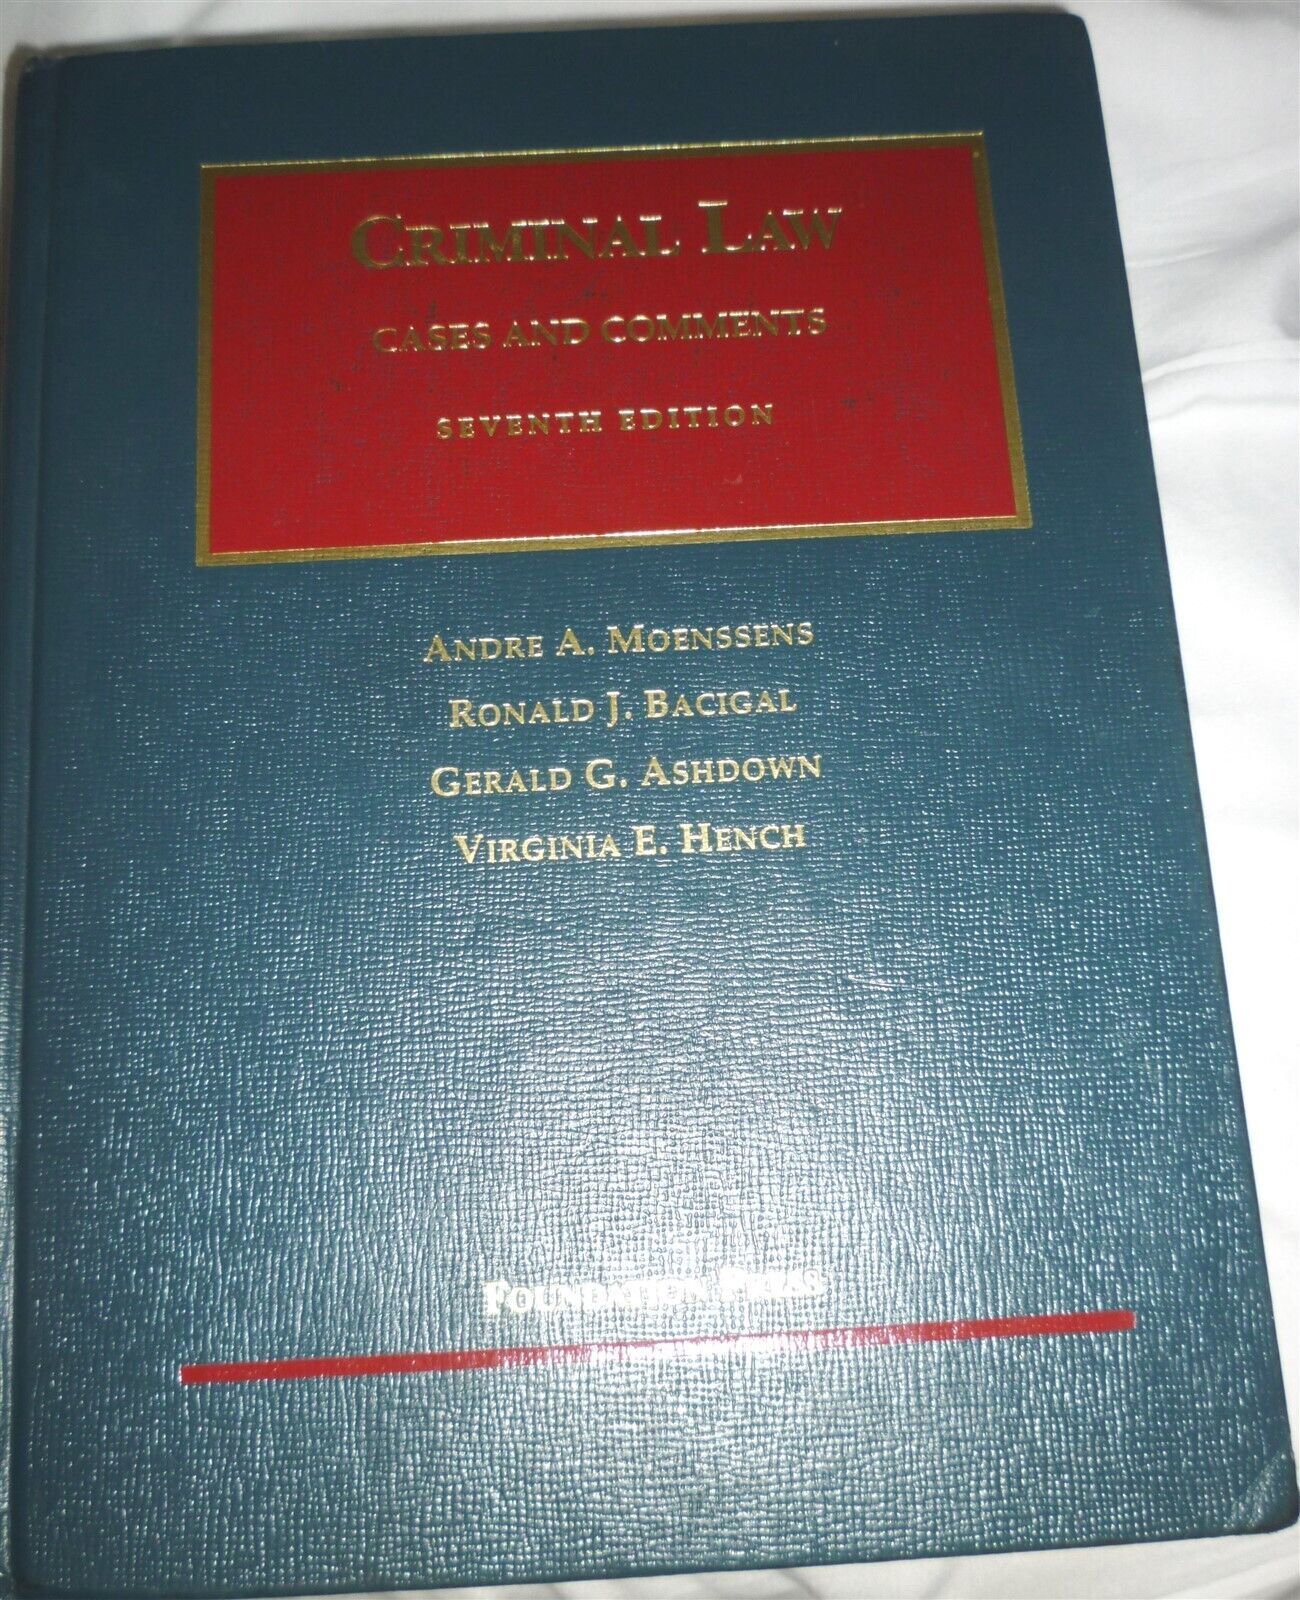 CRIMINAL LAW
CASES AND COMMENTS
SEVENTH EDITION
ANDRE A. MOENSSENS
RONALD J. BACIGAL
GERALD G. ASHDOWN
VIRGINIA E. HENCH
FOUNDATION PRESS